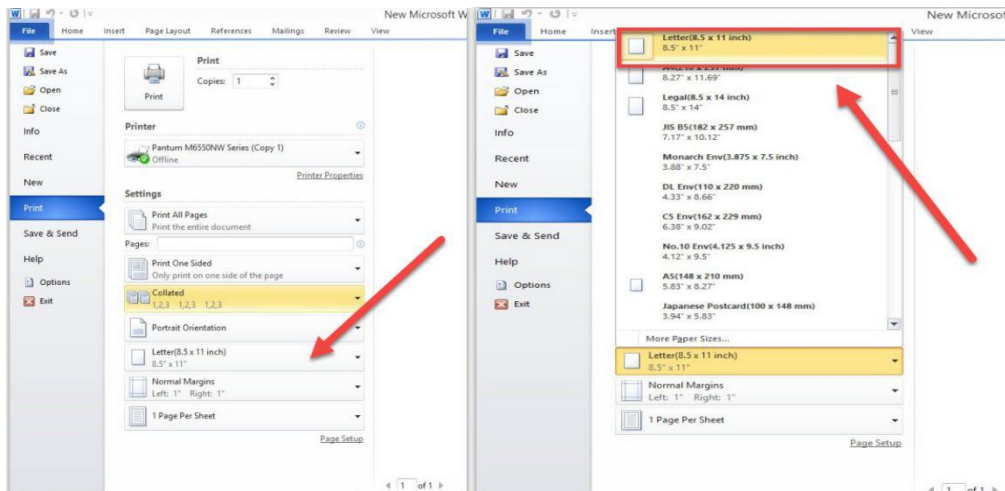 New Microsoft W
File Home Insert Page Layout References Mailings Review View
Save
Save As
Open
Close
Info
Recent
New
Print
Save & Send
Help
Options
Exit
Print
Copies: 1
Print
Printer
Pantum M6550NW Series (Copy 1)
Offline
Printer Properties
Settings
Print All Pages
Print the entire document
Pages:
Print One Sided
Only print on one side of the page
Collated
1,2,3 1,2,3 1,2,3
Portrait Orientation
Letter(8.5 x 11 inch)
8.5" x 11"
Normal Margins
Left: 1" Right: 1"
1 Page Per Sheet
Page Setup
1 of 1
New Microsof
File Home Insert View
Save
Save As
Open
Close
Info
Recent
New
Print
Save & Send
Help
Options
Exit
Letter(8.5 x 11 inch)
8.5" x 11"
8.27" x 11.69"
Legal(8.5 x 14 inch)
8.5" x 14"
JIS B5(182 x 257 mm)
7.17" x 10.12"
Monarch Env(3.875 x 7.5 inch)
3.88" x 7.5"
DL Env(110 x 220 mm)
4.33" x 8.66"
C5 Env(162 x 229 mm)
6.38" x 9.02"
No.10 Env(4.125 x 9.5 inch)
4.12" x 9.5"
A5(148 x 210 mm)
5.83" x 8.27"
Japanese Postcard(100 x 148 mm)
3.94" x 5.83"
More Paper Sizes...
Letter(8.5 x 11 inch)
8.5" x 11"
Normal Margins
Left: 1" Right: 1"
1 Page Per Sheet
Page Setup
1 of 1